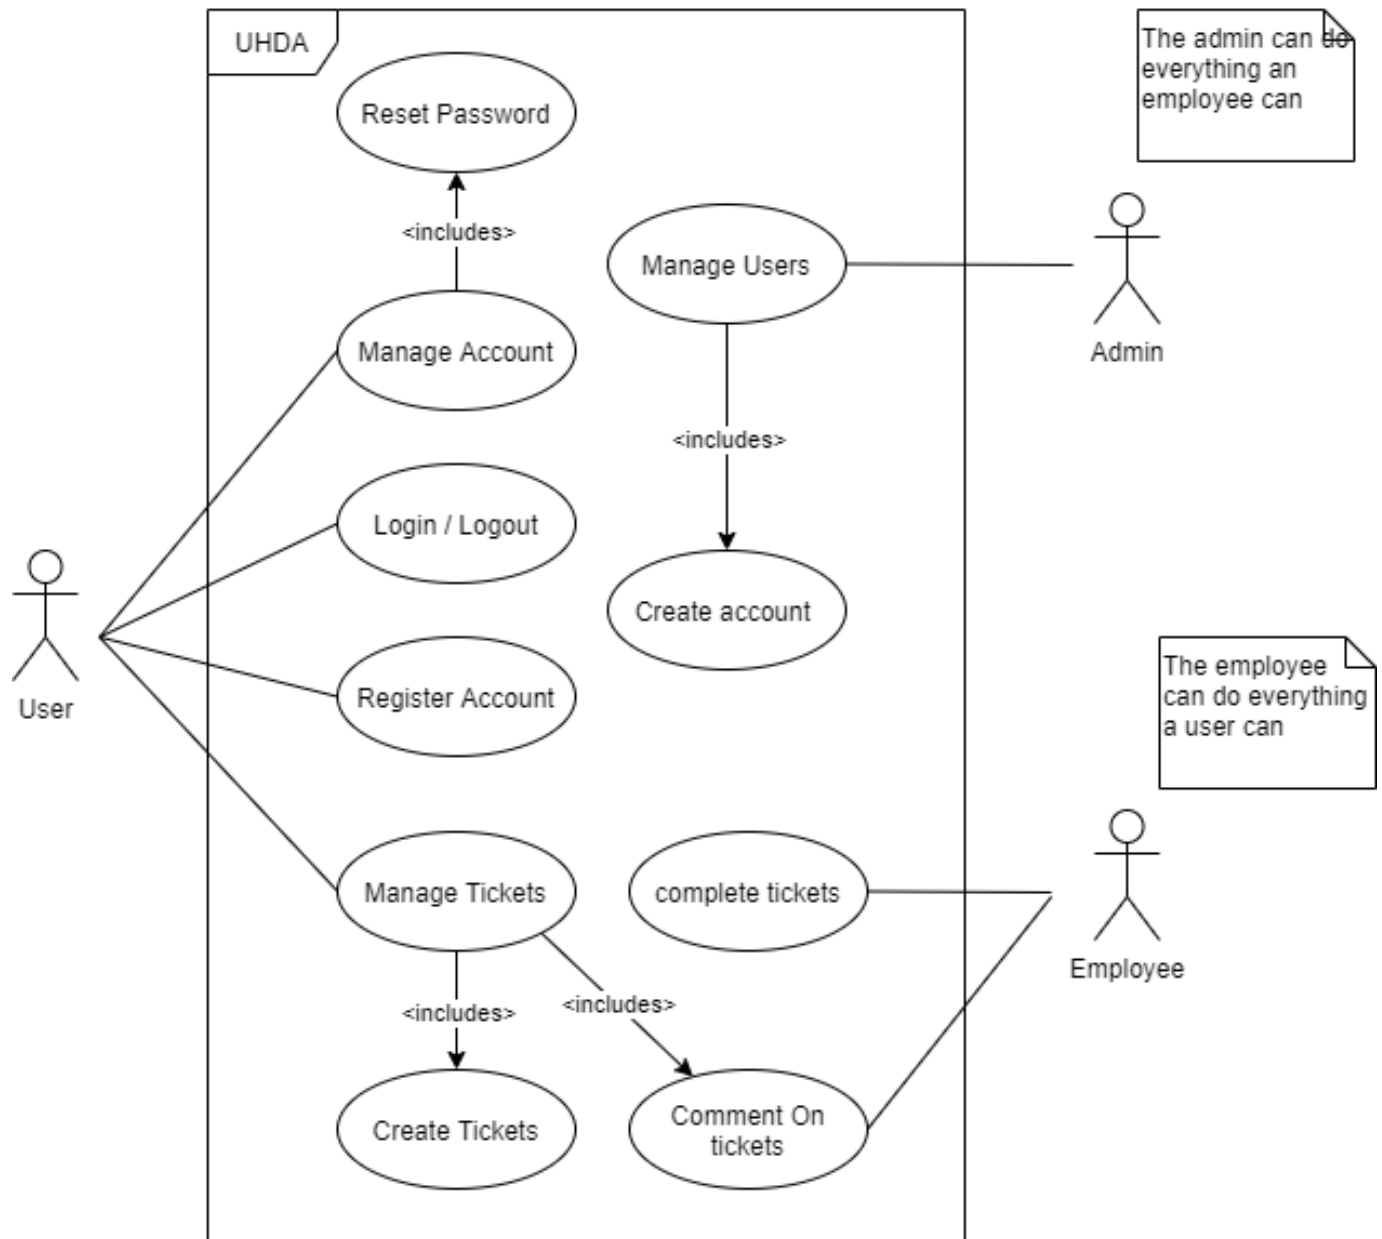 UHDA
The admin can do
everything an
employee can
Reset Password
<includes>
Manage Users
Manage Account
Admin
<includes>
Login / Logout
Create account
Register Account
User
The employee
can do everything
a user can
Manage Tickets
complete tickets
Employee
<includes>
<includes>
Create Tickets
Comment On
tickets